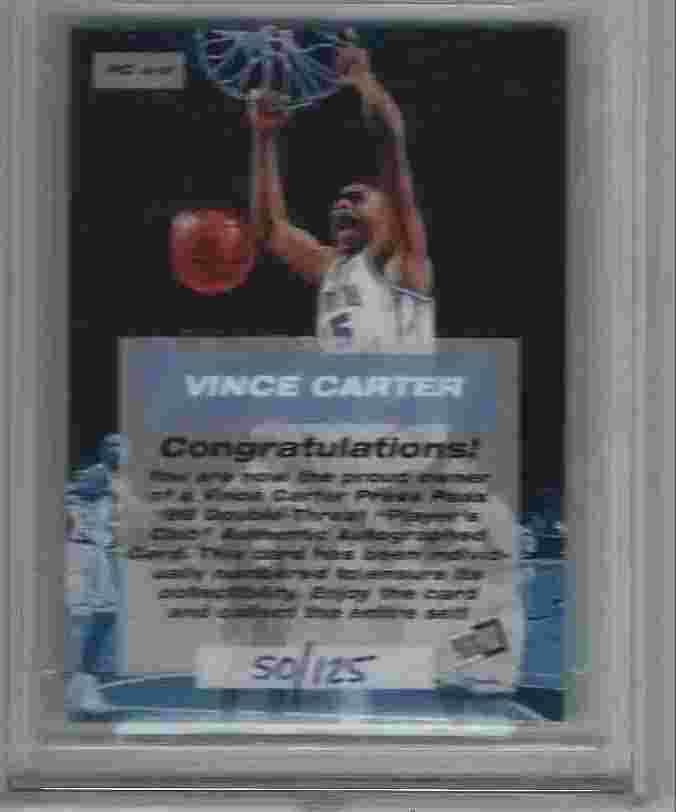 VINCE CARTER
Congratulations!
You are now the proud owner
of a Vince Carter Press Pass
Double Threat "Player's
Club" Authentic Autographed
Card. This card has been individ-
ually numbered to ensure its
collectibility. Enjoy the card
and collect the entire set!
50/125